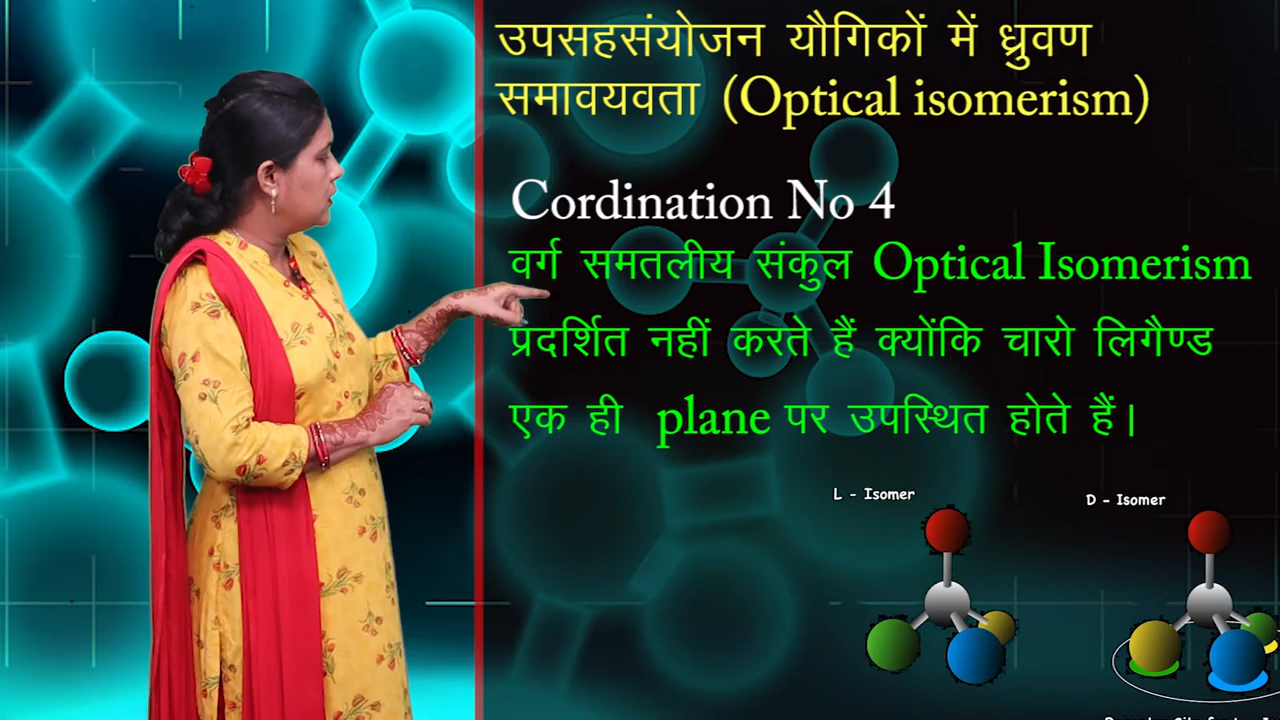 उपसहसंयोजन यौगिकों में ध्रुवण
समावयवता (Optical isomerism)
Cordination No 4
वर्ग समतलीय संकुल Optical Isomerism
प्रदर्शित नहीं करते हैं क्योंकि चारो लिगैण्ड
एक ही plane पर उपस्थित होते हैं।
L - Isomer
D - Isomer